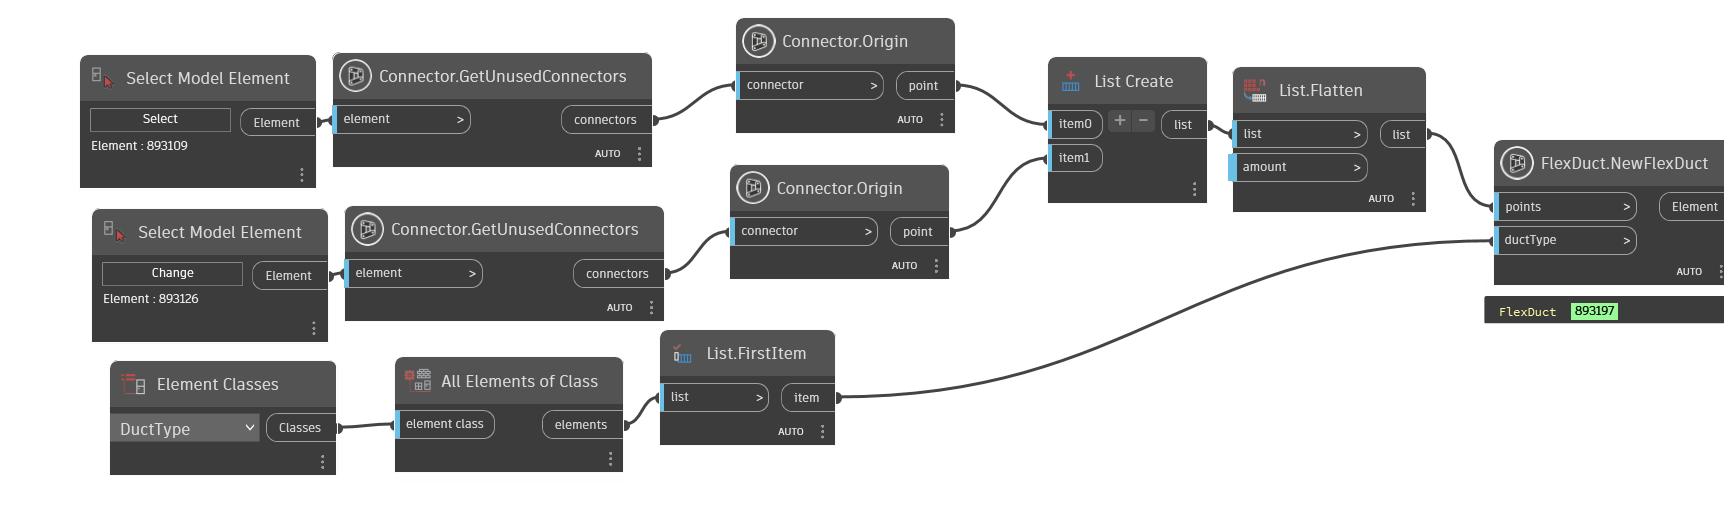 Select Model Element
Select
Element
Element : 893109
Connector.GetUnusedConnectors
element >
connectors
AUTO
Connector.Origin
connector >
point
AUTO
Select Model Element
Change
Element
Element : 893126
Connector.GetUnusedConnectors
element >
connectors
AUTO
Connector.Origin
connector >
point
AUTO
List Create
item0
+ −
list
item1
List.Flatten
list >
list
amount >
AUTO
FlexDuct.NewFlexDuct
points >
Element
ductType >
AUTO
FlexDuct 893197
Element Classes
DuctType
Classes
All Elements of Class
element class
elements
List.FirstItem
list >
item
AUTO